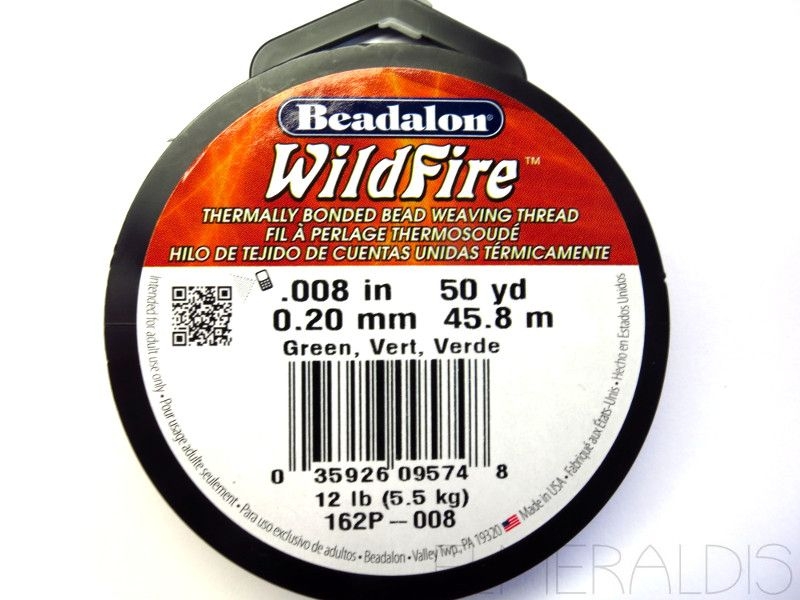 Beadalon®
WildFire™
THERMALLY BONDED BEAD WEAVING THREAD
FIL À PERLAGE THERMOSOUDÉ
HILO DE TEJIDO DE CUENTAS UNIDAS TÉRMICAMENTE
.008 in 50 yd
0.20 mm 45.8 m
Green, Vert, Verde
0 35926 09574 8
12 lb (5.5 kg)
162P-008
Intended for adult use only • Pour usage adulte seulement • Para uso exclusivo de adultos • Beadalon • Valley Twp., PA 19320 Made in USA • Fabriqué aux États-Unis • Hecho en Estados Unidos
ELMERALDIS